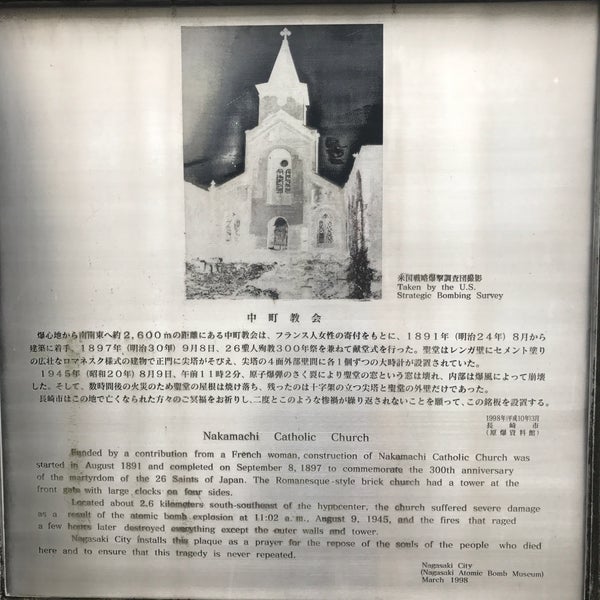 米国戦略爆撃調査団撮影
Taken by the U.S.
Strategic Bombing Survey
中町教会
爆心地から南南東へ約2,600mの距離にある中町教会は、フランス人女性の寄付をもとに、1891年（明治24年）8月から
建築に着手、1897年（明治30年）9月8日、26聖人殉教300年祭を兼ねて献堂式を行った。聖堂はレンガ壁にセメント塗り
の広壮なロマネスク様式の建物で正門に尖塔がそびえ、尖塔の4面外部壁間に各1個ずつの大時計が設置されていた。
1945年（昭和20年）8月9日、午前11時2分、原子爆弾のさく裂により聖堂の窓という窓は壊れ、内部は爆風によって崩壊
した。そして、数時間後の火災のため聖堂の屋根は焼け落ち、残ったのは十字架の立つ尖塔と聖堂の外壁だけであった。
長崎市はこの地で亡くなられた方々のご冥福をお祈りし、二度とこのような惨禍が繰り返されないことを願って、この銘板を設置する。
1998年（平成10年）3月
長崎市
（原爆資料館）
Nakamachi Catholic Church
Funded by a contribution from a French woman, construction of Nakamachi Catholic Church was
started in August 1891 and completed on September 8, 1897 to commemorate the 300th anniversary
of the martyrdom of the 26 Saints of Japan. The Romanesque-style brick church had a tower at the
front gate with large clocks on four sides.
Located about 2.6 kilometers south-southeast of the hypocenter, the church suffered severe damage
as a result of the atomic bomb explosion at 11:02 a.m., August 9, 1945, and the fires that raged
a few hours later destroyed everything except the outer walls and tower.
Nagasaki City installs this plaque as a prayer for the repose of the souls of the people who died
here and to ensure that this tragedy is never repeated.
Nagasaki City
(Nagasaki Atomic Bomb Museum)
March 1998